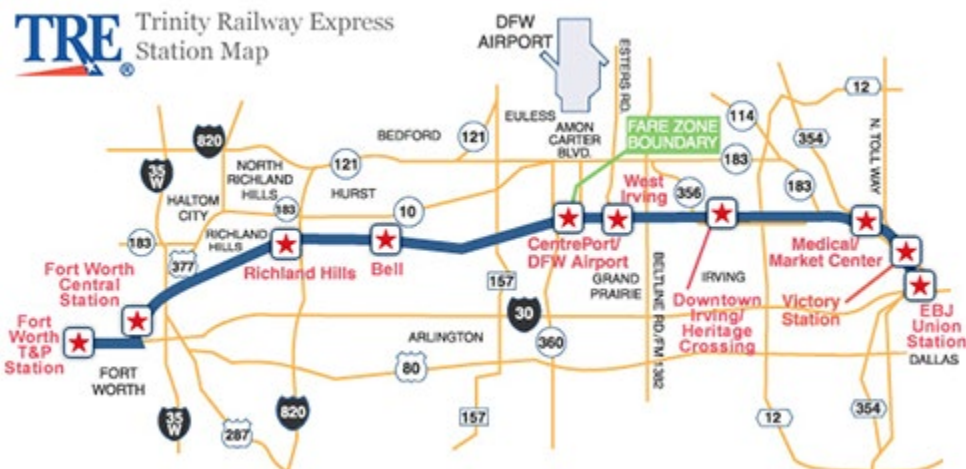 TRE®
Trinity Railway Express
Station Map
DFW
AIRPORT
ESTERS RD.
12
N. TOLL WAY
820
BEDFORD
121
EULESS
AMON
CARTER
BLVD.
FARE ZONE
BOUNDARY
114
354
35
W
NORTH
RICHLAND
HILLS
121
183
HALTOM
CITY
HURST
West
Irving
356
183
183
10
183
RICHLAND
HILLS
377
Richland Hills
Bell
CentrePort/
DFW Airport
Medical/
Market Center
Fort Worth
Central
Station
157
GRAND
PRAIRIE
BELTLINE RD/FM 1382
IRVING
Downtown
Irving/
Heritage
Crossing
Victory
Station
EBJ
Union
Station
DALLAS
Fort
Worth
T&P
Station
30
ARLINGTON
360
80
FORT
WORTH
35
W
287
820
157
12
354